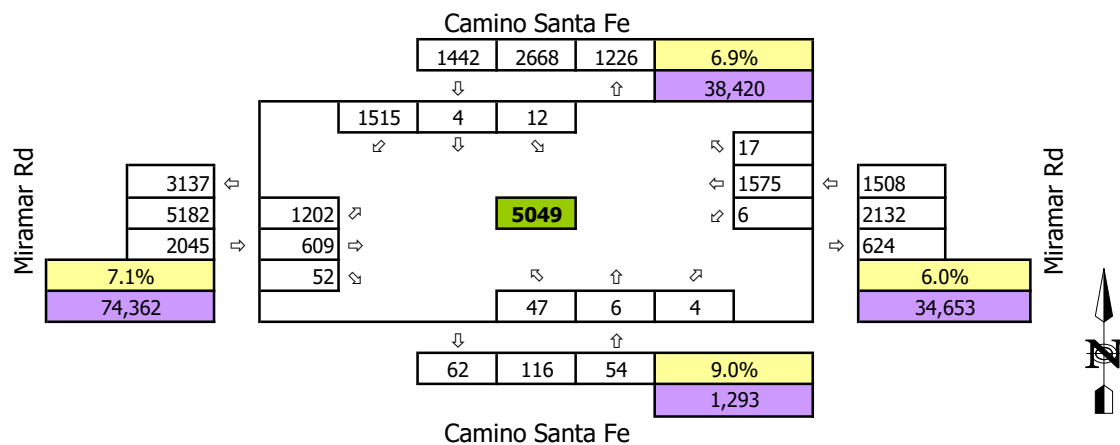 Camino Santa Fe
1442 2668 1226 6.9%
38,420
1515 4 12
17
3137 1575 1508
5182 1202 5049 6 2132
2045 609 624
7.1% 52 6.0%
74,362 47 6 4 34,653
62 116 54 9.0%
1,293
Camino Santa Fe
Miramar Rd
Miramar Rd
N